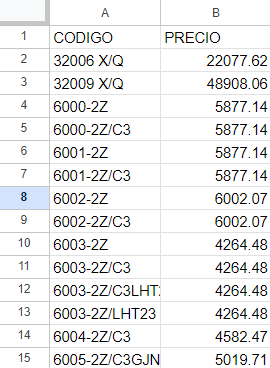 A B
1 CODIGO PRECIO
2 32006 X/Q 22077.62
3 32009 X/Q 48908.06
4 6000-2Z 5877.14
5 6000-2Z/C3 5877.14
6 6001-2Z 5877.14
7 6001-2Z/C3 5877.14
8 6002-2Z 6002.07
9 6002-2Z/C3 6002.07
10 6003-2Z 4264.48
11 6003-2Z/C3 4264.48
12 6003-2Z/C3LHT 4264.48
13 6003-2Z/LHT23 4264.48
14 6004-2Z/C3 4582.47
15 6005-2Z/C3GJN 5019.71